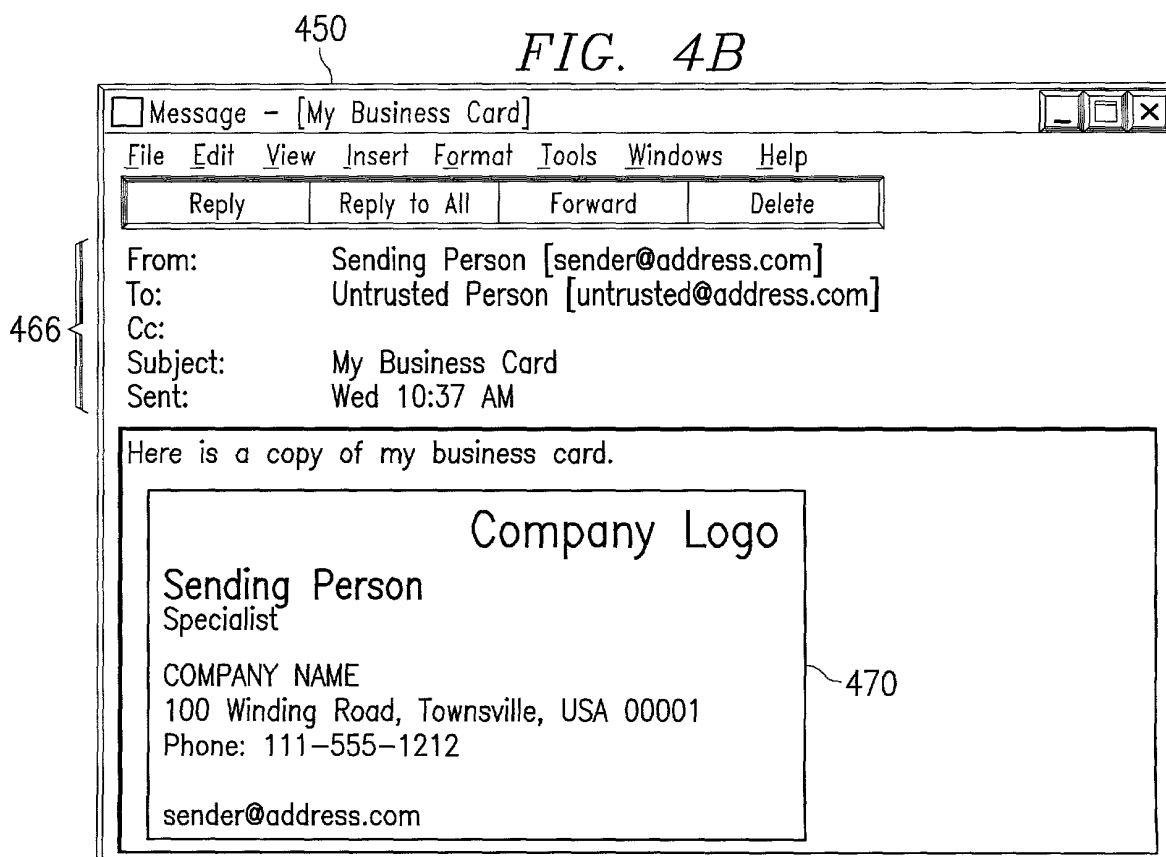 450
FIG. 4B
Message - [My Business Card]
File Edit View Insert Format Tools Windows Help
Reply Reply to All Forward Delete
From: Sending Person [sender@address.com]
To: Untrusted Person [untrusted@address.com]
466
Cc:
Subject: My Business Card
Sent: Wed 10:37 AM
Here is a copy of my business card.
Company Logo
Sending Person
Specialist
COMPANY NAME
470
100 Winding Road, Townsville, USA 00001
Phone: 111-555-1212
sender@address.com